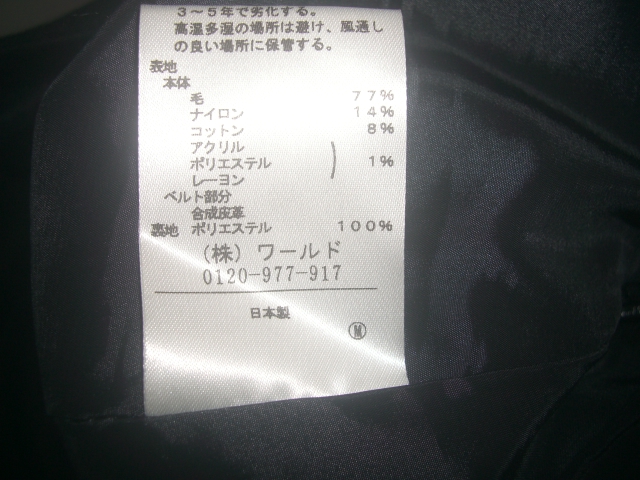 3～5年で劣化する。
高温多湿の場所は避け、風通し
の良い場所に保管する。
表地
本体
毛 77%
ナイロン 14%
コットン 8%
アクリル
ポリエステル ) 1%
レーヨン
ベルト部分
合成皮革
裏地 ポリエステル 100%
(株) ワールド
0120-977-917
日本製
Ⓜ